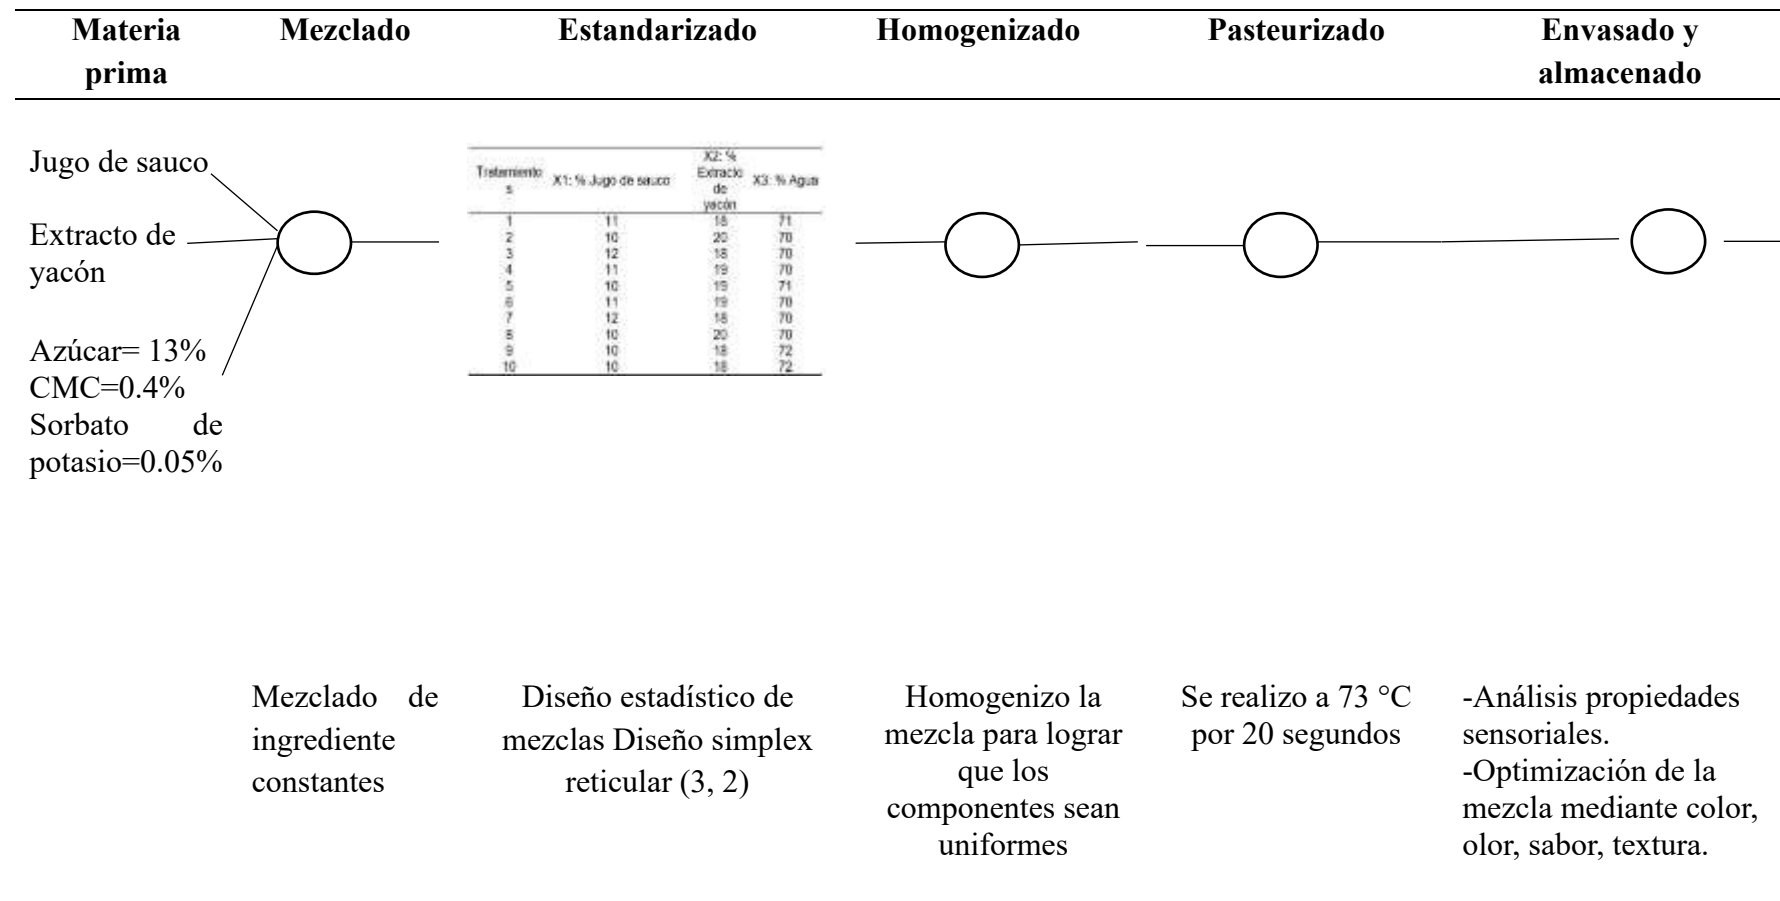 Materia prima
Mezclado
Estandarizado
Homogenizado
Pasteurizado
Envasado y almacenado
Jugo de sauco
Extracto de
yacón
Azúcar= 13%
CMC=0.4%
Sorbato de
potasio=0.05%
Tratamiento s X1: % Jugo de sauco X2: % Extracto de yacón X3: % Agua
1 11 18 71
2 10 20 70
3 12 18 70
4 11 19 70
5 10 19 71
6 11 19 70
7 12 18 70
8 10 20 70
9 10 18 72
10 10 18 72
Mezclado de
ingrediente
constantes
Diseño estadístico de
mezclas Diseño simplex
reticular (3, 2)
Homogenizo la
mezcla para lograr
que los
componentes sean
uniformes
Se realizo a 73 °C
por 20 segundos
-Análisis propiedades
sensoriales.
-Optimización de la
mezcla mediante color,
olor, sabor, textura.